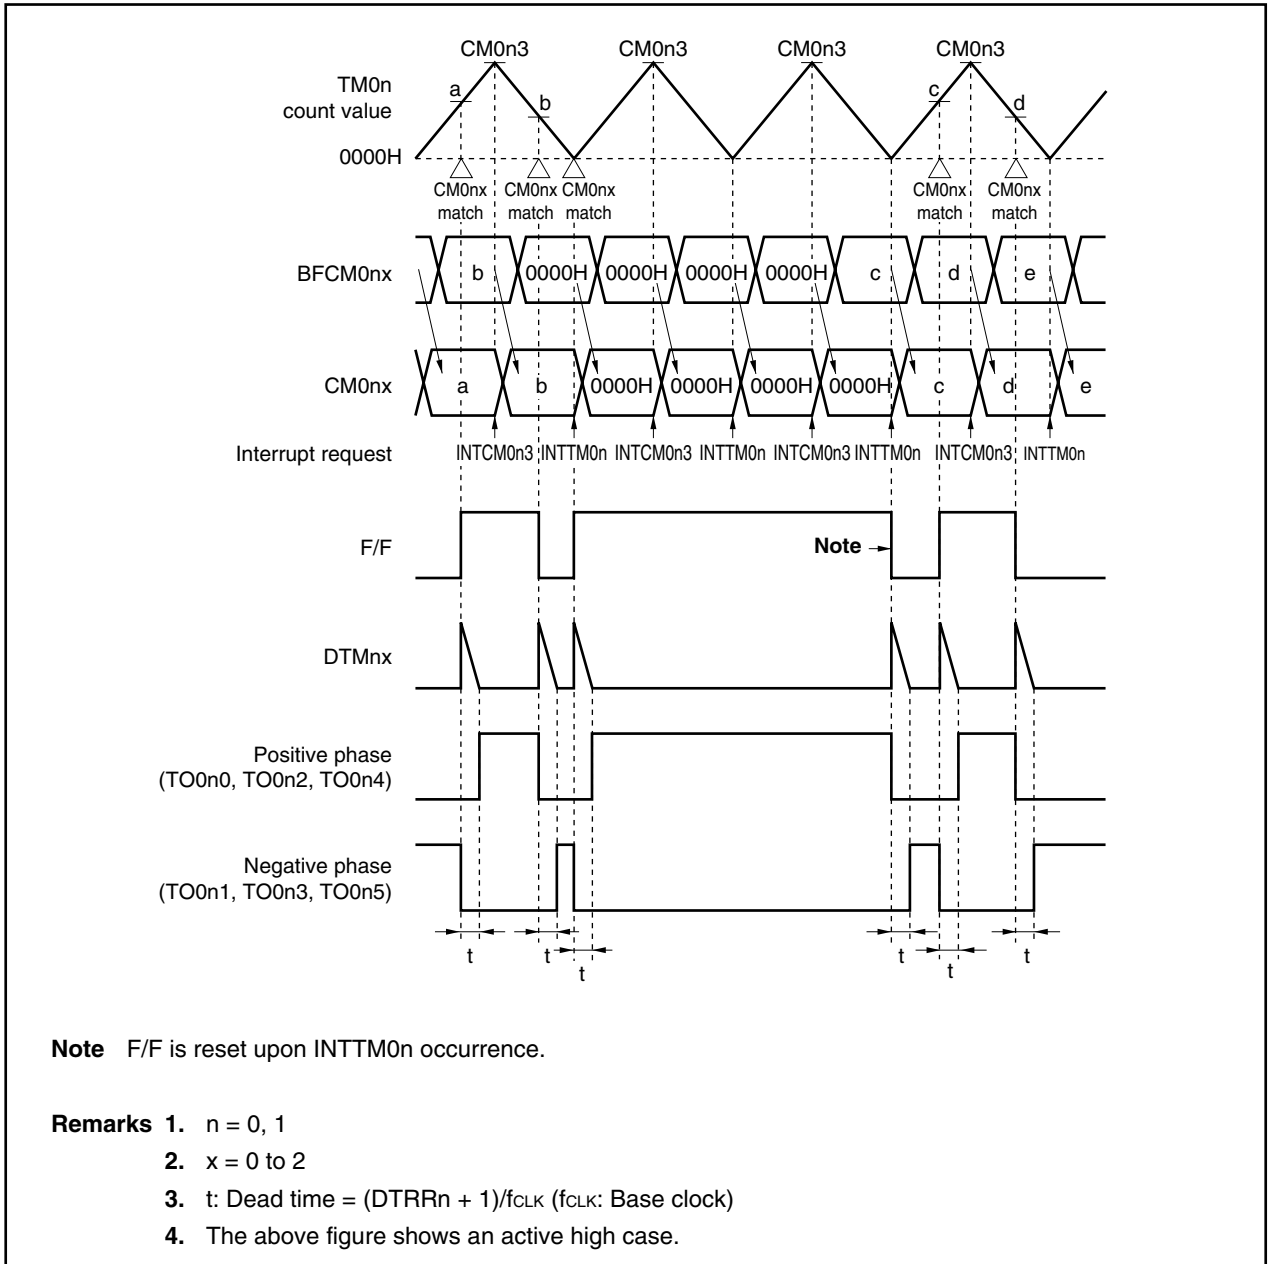 CM0n3 CM0n3 CM0n3 CM0n3
TM0n
count value
a b c d
0000H
CM0nx
match
CM0nx
match
CM0nx
match
CM0nx
match
CM0nx
match
BFCM0nx b 0000H 0000H 0000H 0000H c d e
CM0nx a b 0000H 0000H 0000H 0000H c d e
Interrupt request INTCM0n3 INTTM0n INTCM0n3 INTTM0n INTCM0n3 INTTM0n INTCM0n3 INTTM0n
F/F Note
DTMnx
Positive phase
(TO0n0, TO0n2, TO0n4)
Negative phase
(TO0n1, TO0n3, TO0n5)
t t t t t t
Note F/F is reset upon INTTM0n occurrence.
Remarks 1. n = 0, 1
2. x = 0 to 2
3. t: Dead time = (DTRRn + 1)/fCLK (fCLK: Base clock)
4. The above figure shows an active high case.